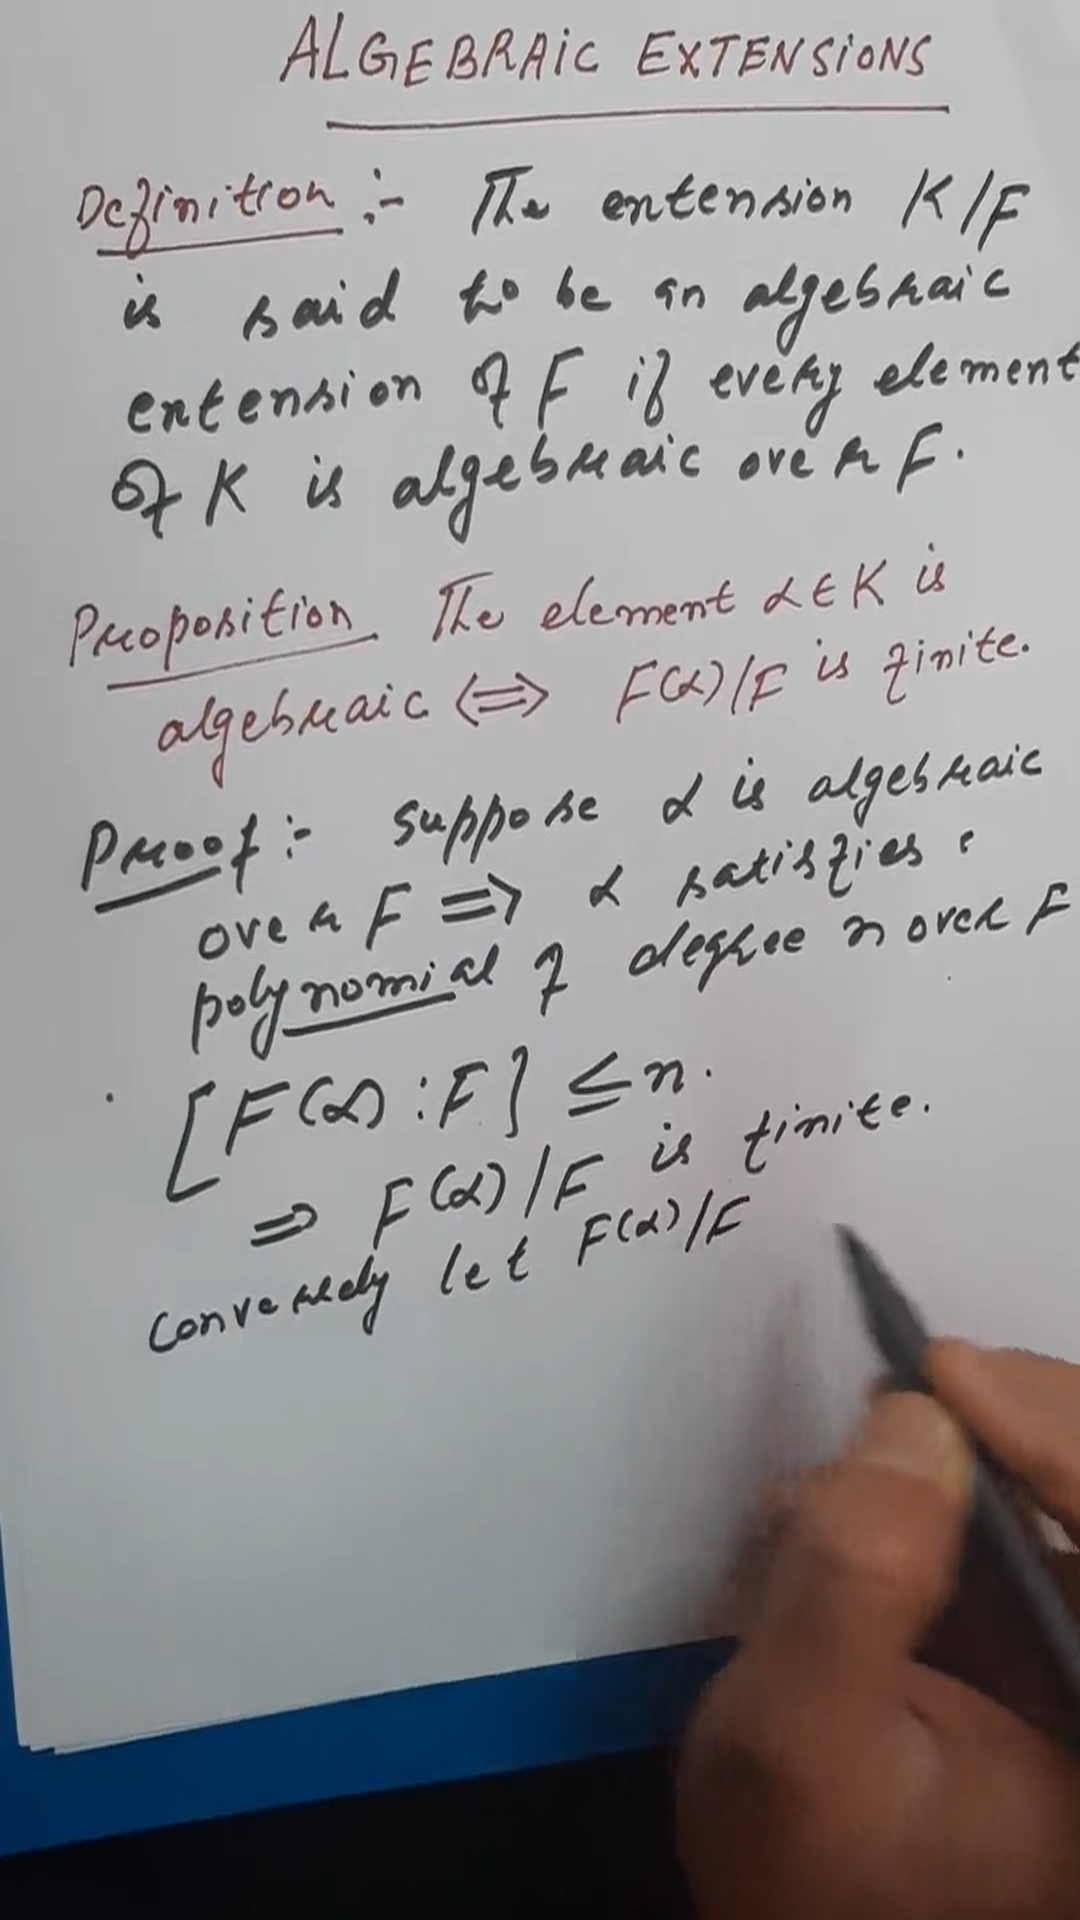 ALGEBRAIC EXTENSIONS
Definition :- The extension K/F
is said to be an algebraic
extension of F if every element
of K is algebraic over F.
Proposition The element α ∈ K is
algebraic <=> F(α)/F is finite.
Proof :- Suppose α is algebraic
over F => α satisfies
polynomial of degree n over F
[F(α) : F] ≤ n.
=> F(α)/F is finite.
Conversely let F(α)/F